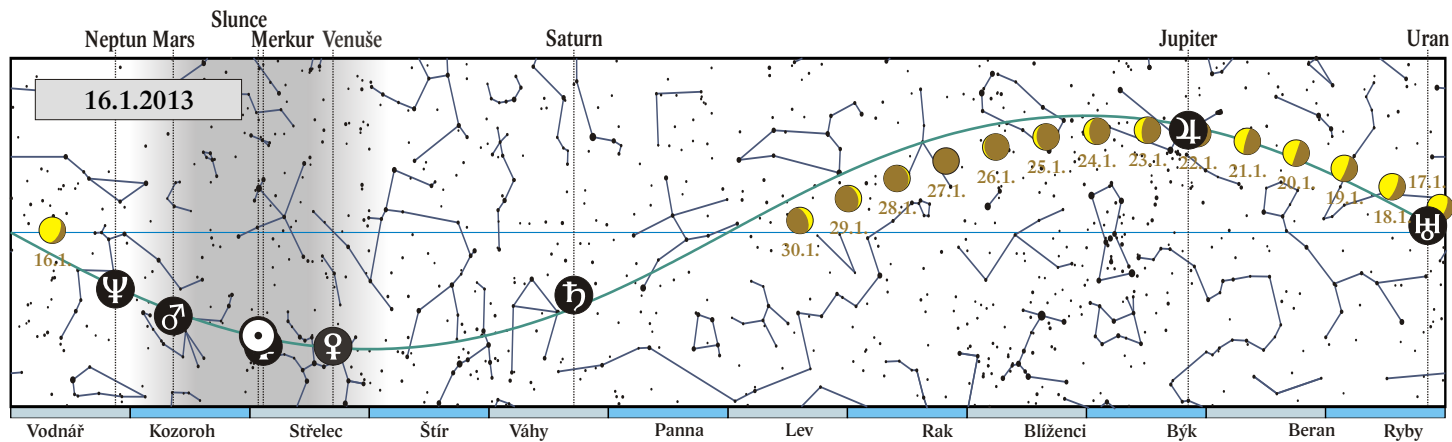 Slunce
Neptun Mars Merkur Venuše Saturn Jupiter Uran
16.1.2013
16.1. 30.1. 29.1. 28.1. 27.1. 26.1. 25.1. 24.1. 23.1. 22.1. 21.1. 20.1. 19.1. 18.1. 17.1.
Vodnář Kozoroh Střelec Štír Váhy Panna Lev Rak Blíženci Býk Beran Ryby